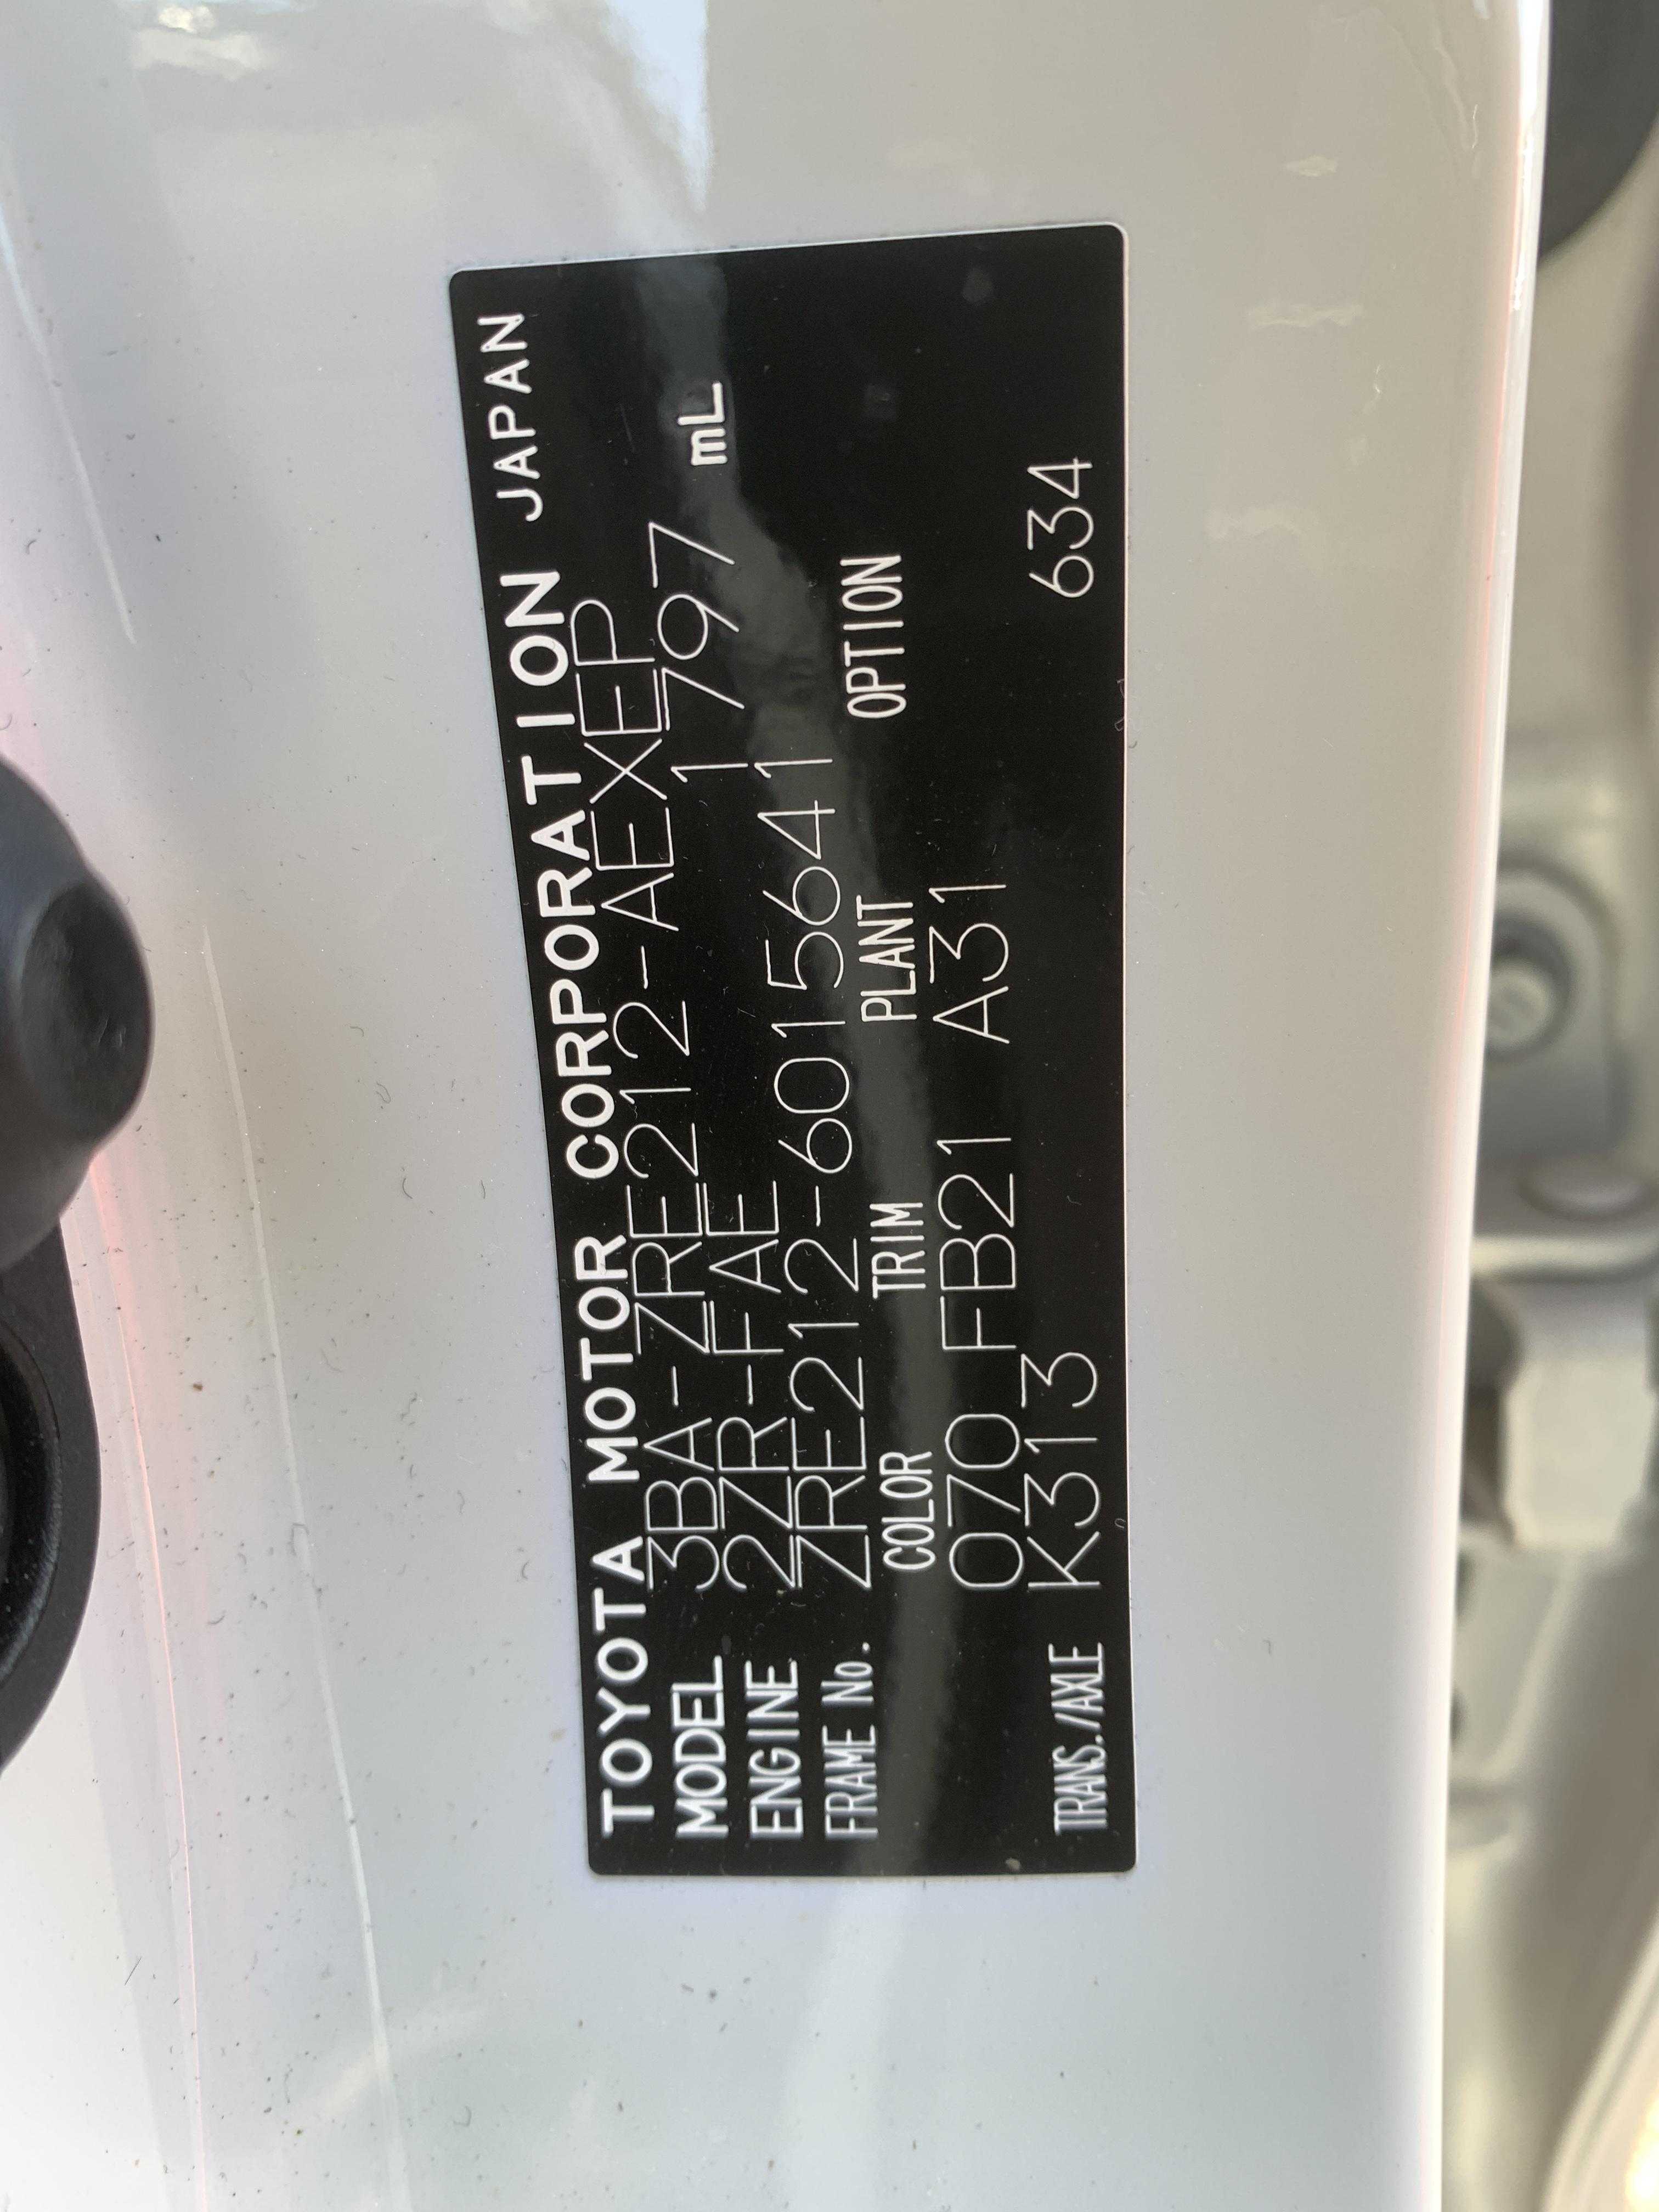 TOYOTA MOTOR CORPORATION JAPAN
MODEL 3BA-ZRE212-AEXEP
ENGINE 2ZR-FAE 1797 mL
FRAME No. ZRE212-6015641
COLOR TRIM PLANT OPTION
070 FB21 A31
TRANS./AXLE K313 634